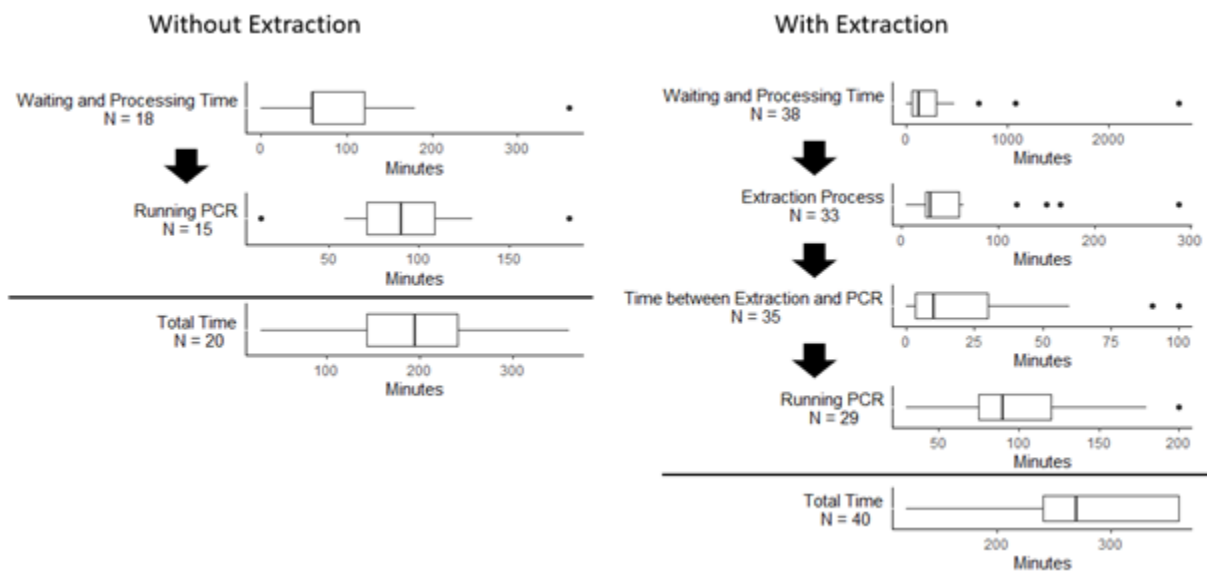 Without Extraction
Waiting and Processing Time
N = 18
0 100 200 300
Minutes
Running PCR
N = 15
50 100 150
Minutes
Total Time
N = 20
100 200 300
Minutes
With Extraction
Waiting and Processing Time
N = 38
0 1000 2000
Minutes
Extraction Process
N = 33
0 100 200 300
Minutes
Time between Extraction and PCR
N = 35
0 25 50 75 100
Minutes
Running PCR
N = 29
50 100 150 200
Minutes
Total Time
N = 40
200 300
Minutes